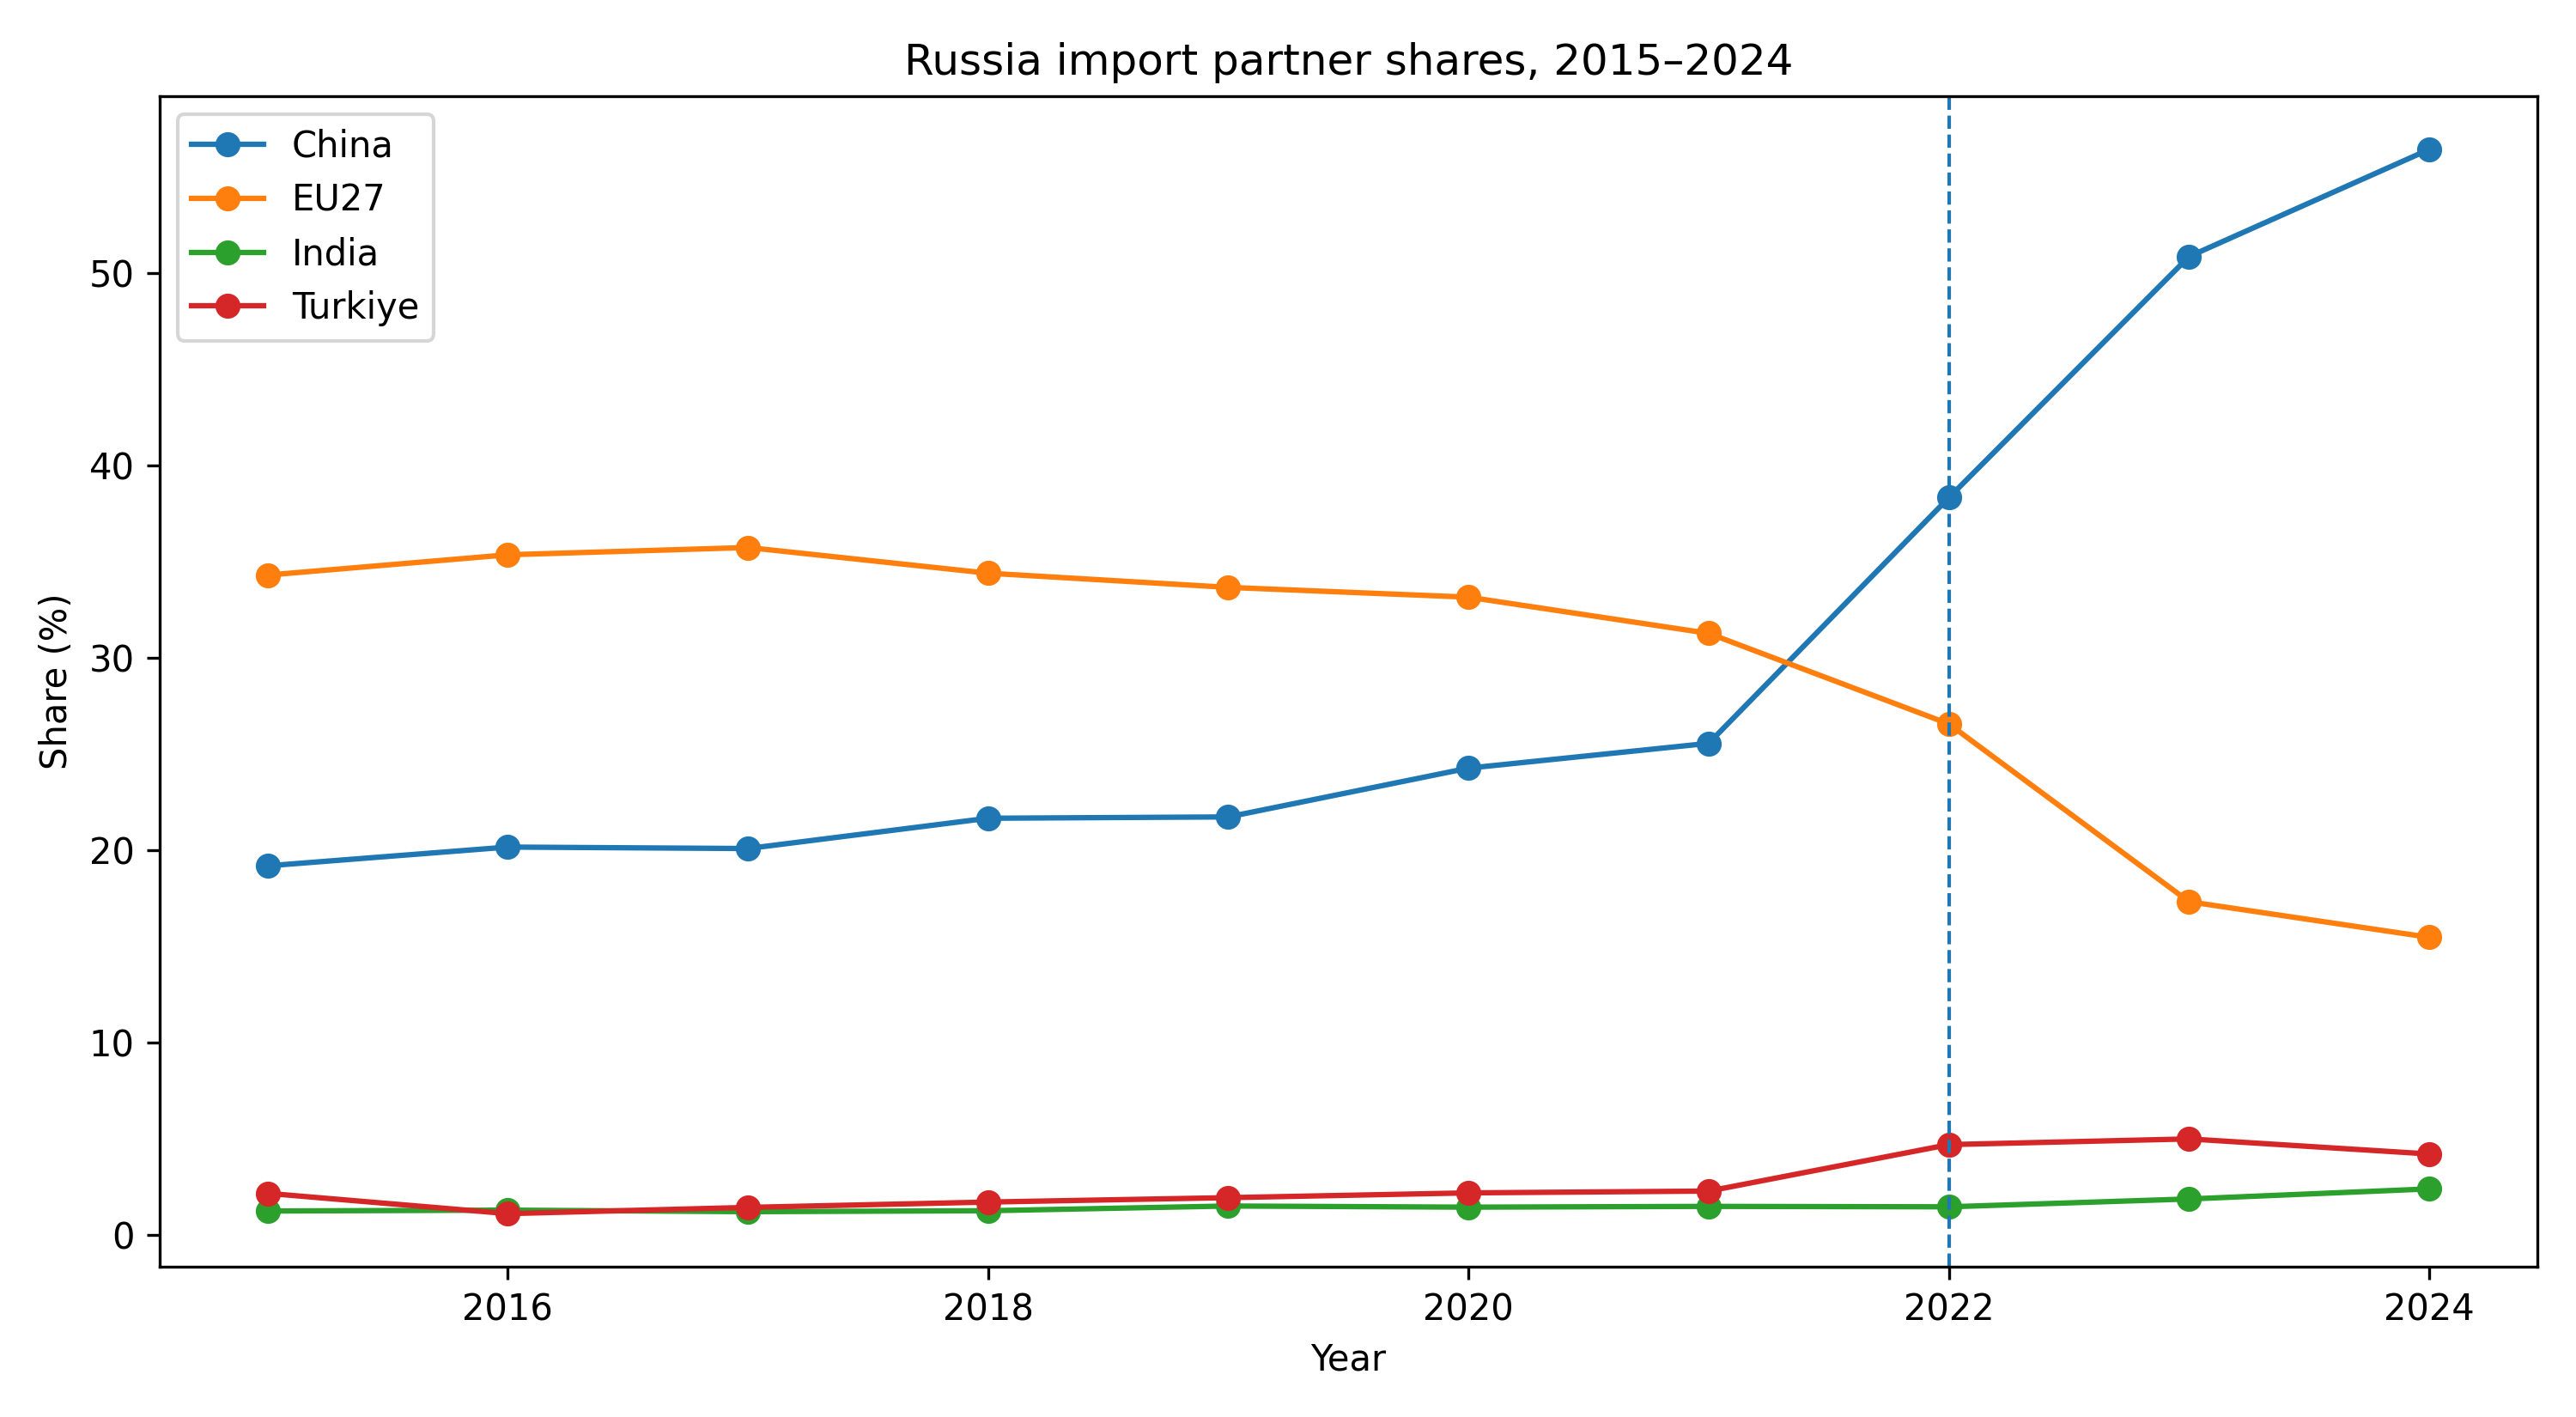 Russia import partner shares, 2015–2024
China
EU27
India
Turkiye
Share (%)
50
40
30
20
10
0
2016 2018 2020 2022 2024
Year